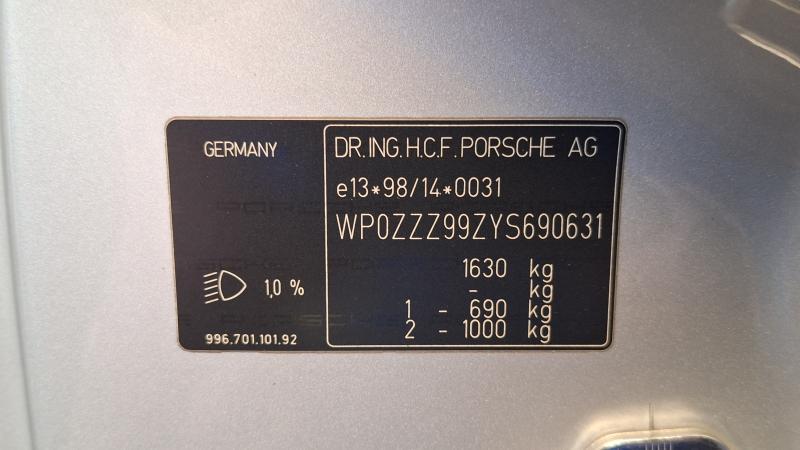 GERMANY
DR.ING.H.C.F.PORSCHE AG
e13*98/14*0031
WP0ZZZ99ZYS690631
1630 kg
- kg
1 - 690 kg
2 - 1000 kg
1,0 %
996.701.101.92